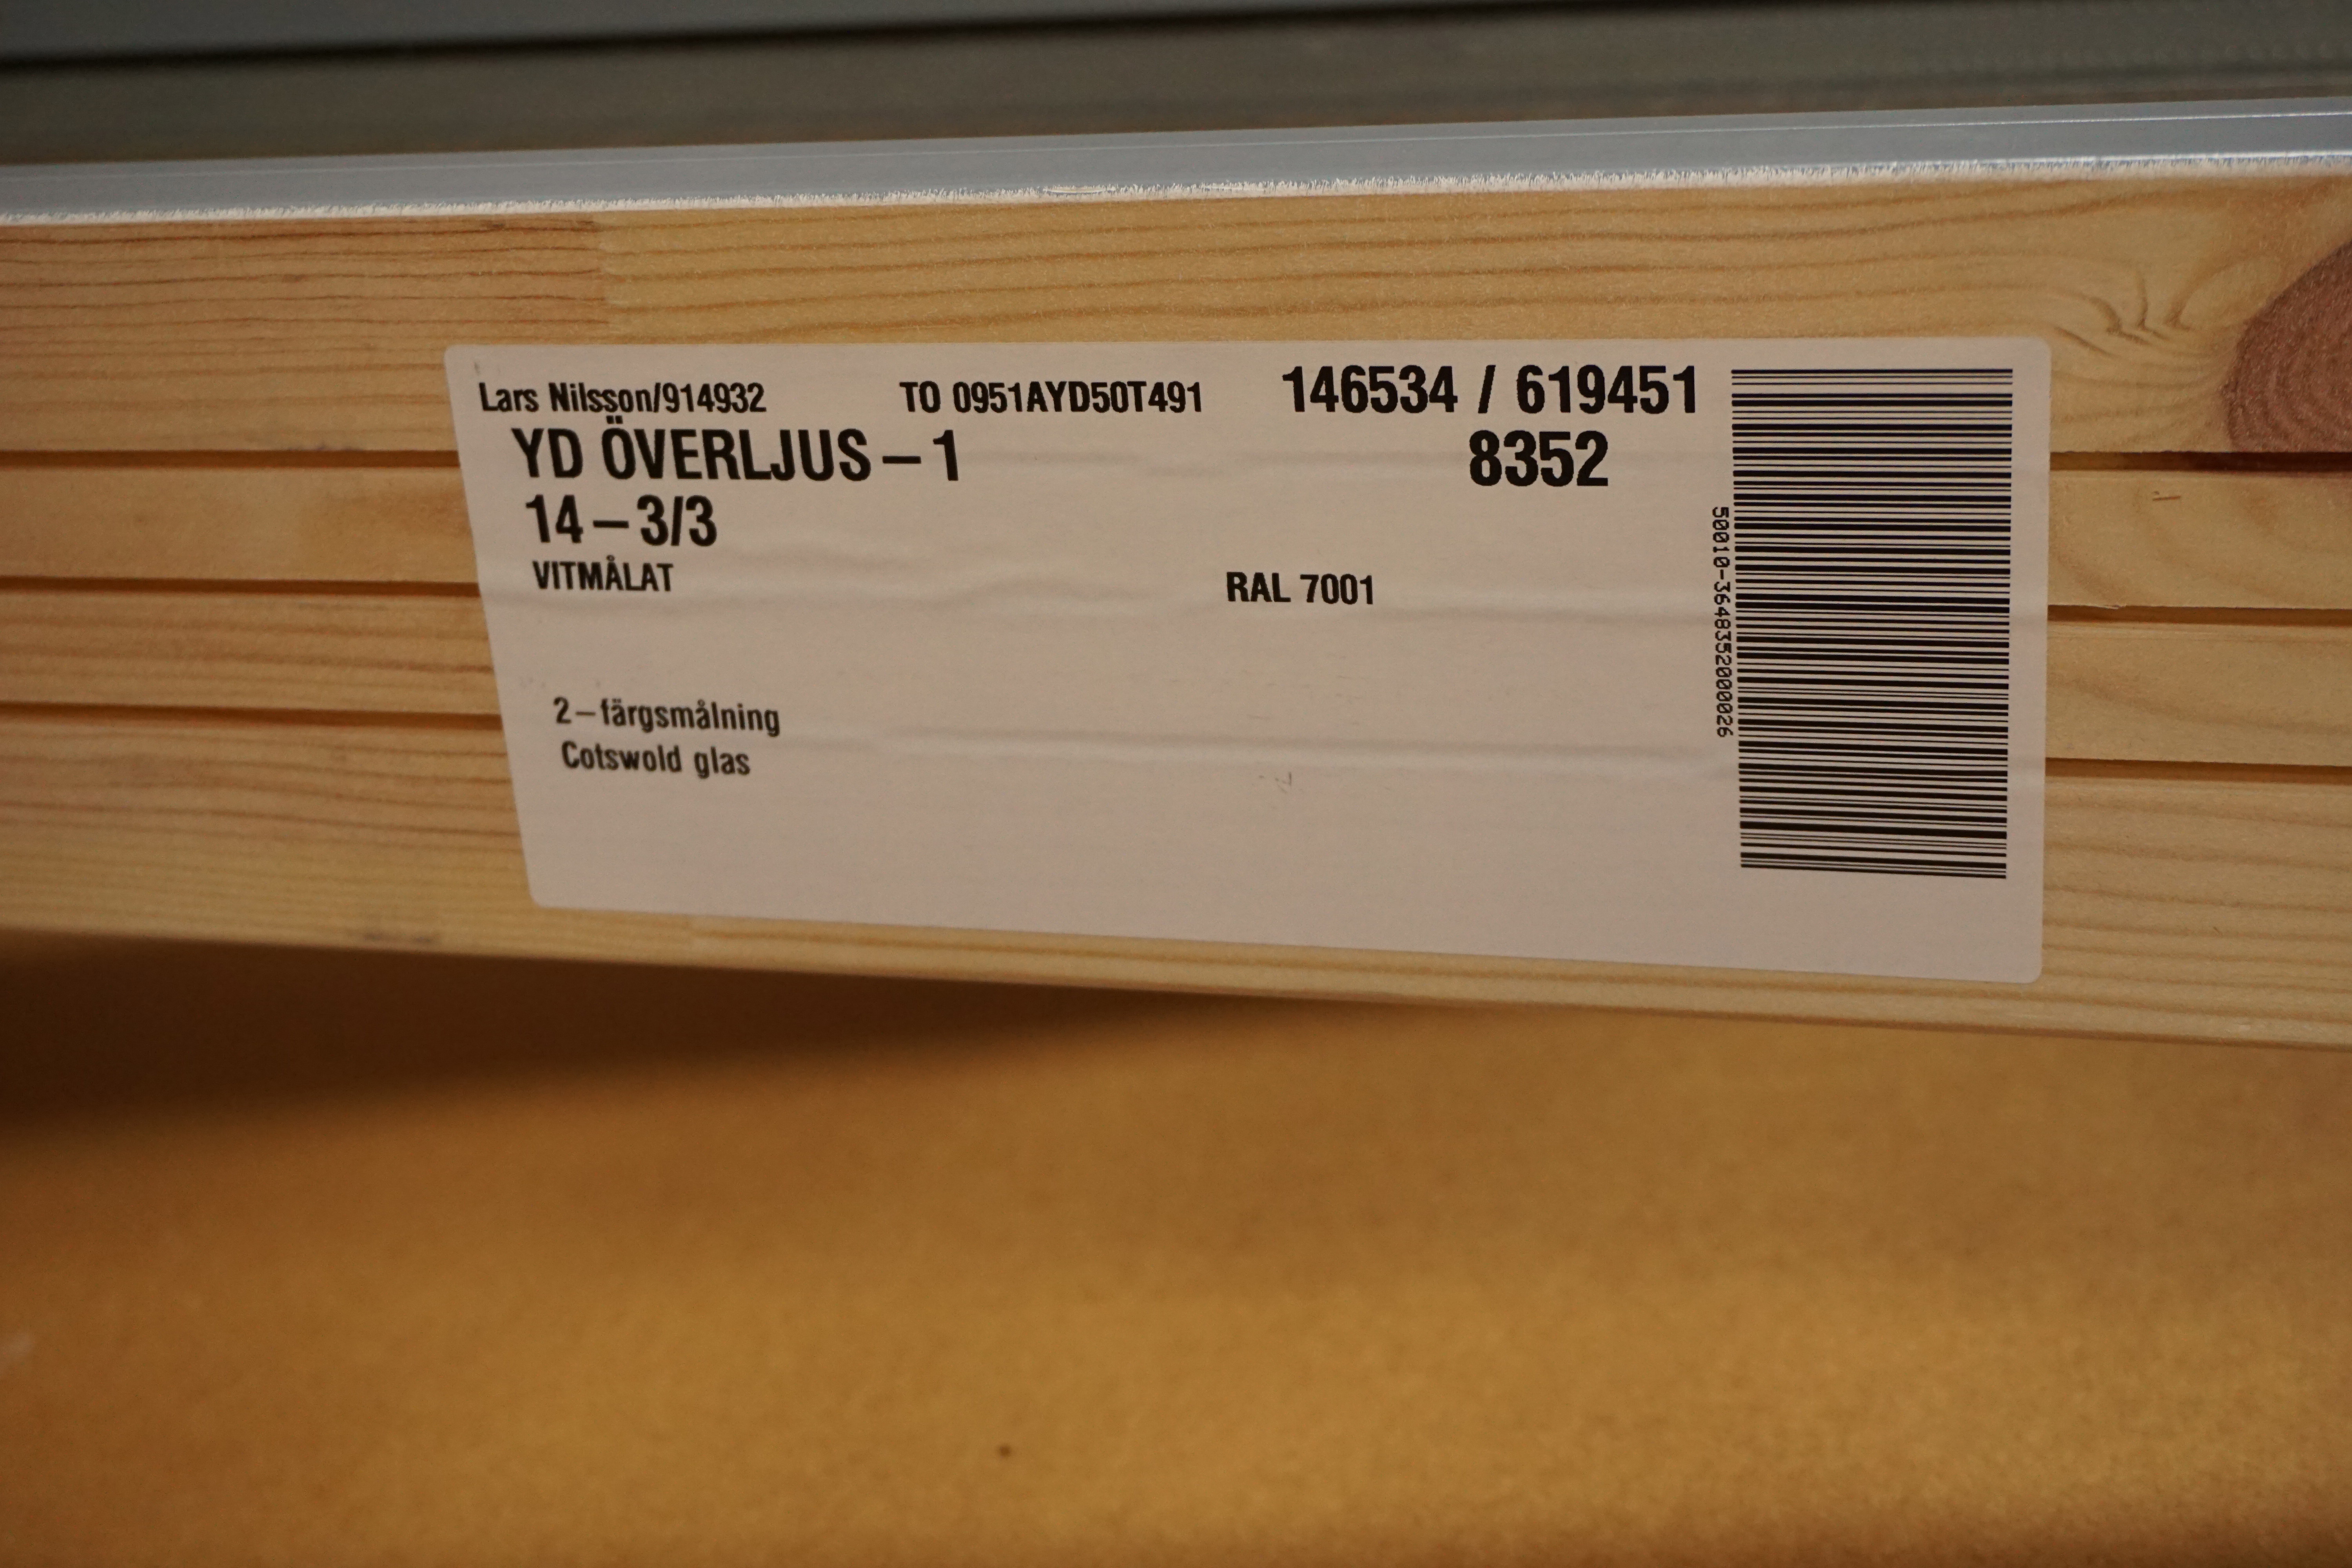 Lars Nilsson/914932 TO 0951AYD50T491 146534 / 619451
YD ÖVERLJUS – 1 8352
14 – 3/3
VITMÅLAT RAL 7001
2–färgsmålning
Cotswold glas
50010-3648352000026